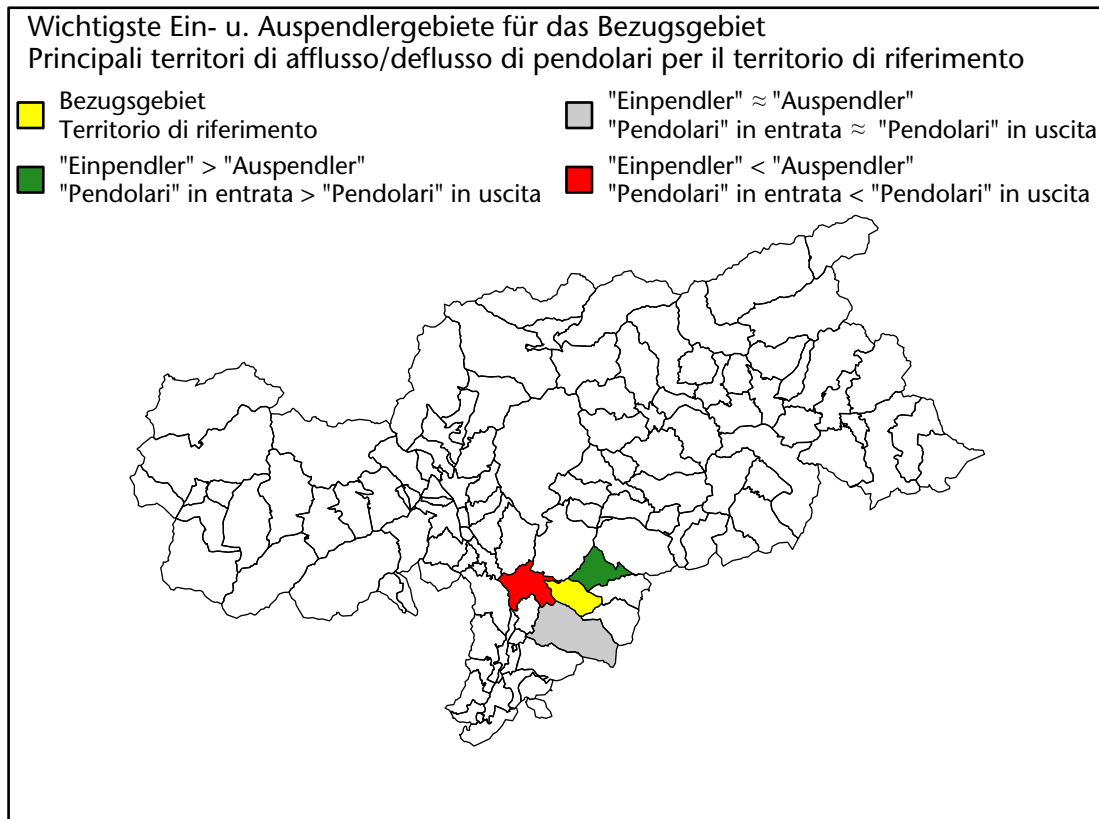 Wichtigste Ein- u. Auspendlergebiete für das Bezugsgebiet
Principali territori di afflusso/deflusso di pendolari per il territorio di riferimento
Bezugsgebiet
Territorio di riferimento
"Einpendler" > "Auspendler"
"Pendolari" in entrata > "Pendolari" in uscita
"Einpendler" ≈ "Auspendler"
"Pendolari" in entrata ≈ "Pendolari" in uscita
"Einpendler" < "Auspendler"
"Pendolari" in entrata < "Pendolari" in uscita